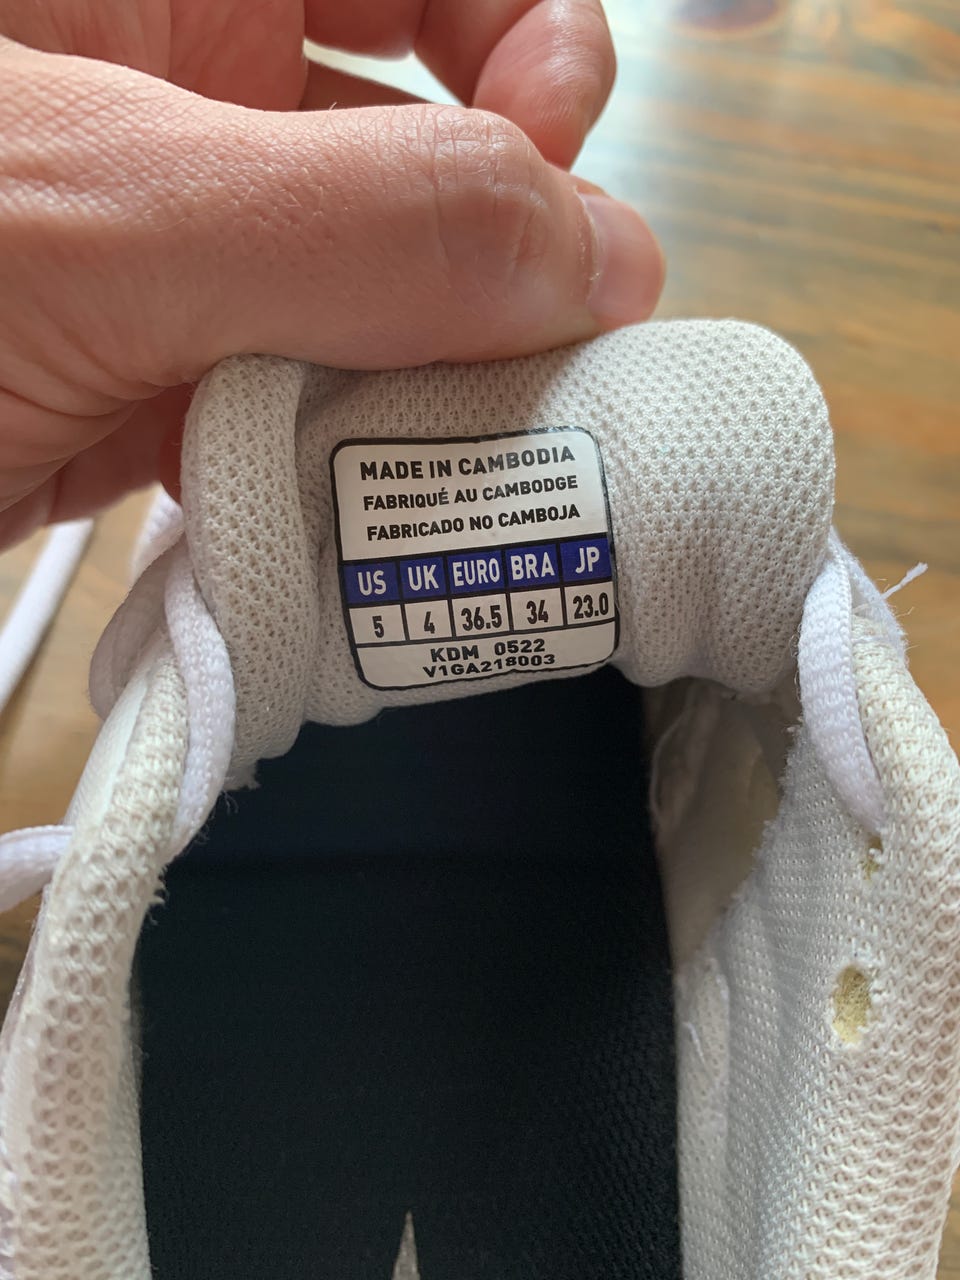 MADE IN CAMBODIA
FABRIQUÉ AU CAMBODGE
FABRICADO NO CAMBOJA
US UK EURO BRA JP
5 4 36.5 34 23.0
KDM 0522
V1GA218003